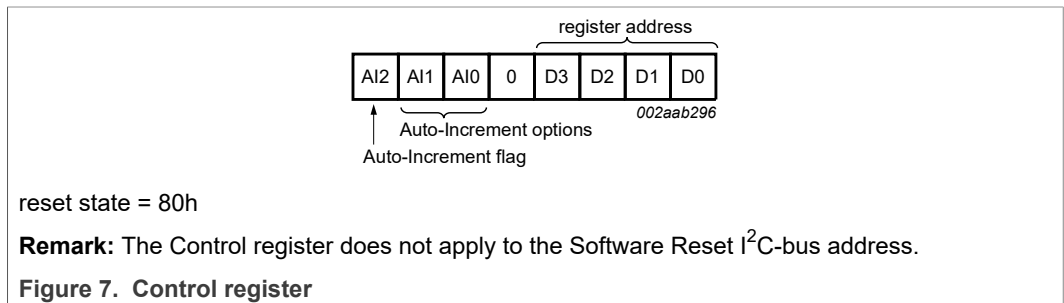 register address
AI2 AI1 AI0 0 D3 D2 D1 D0
002aab296
Auto-Increment options
Auto-Increment flag
reset state = 80h
Remark: The Control register does not apply to the Software Reset I²C-bus address.
Figure 7. Control register